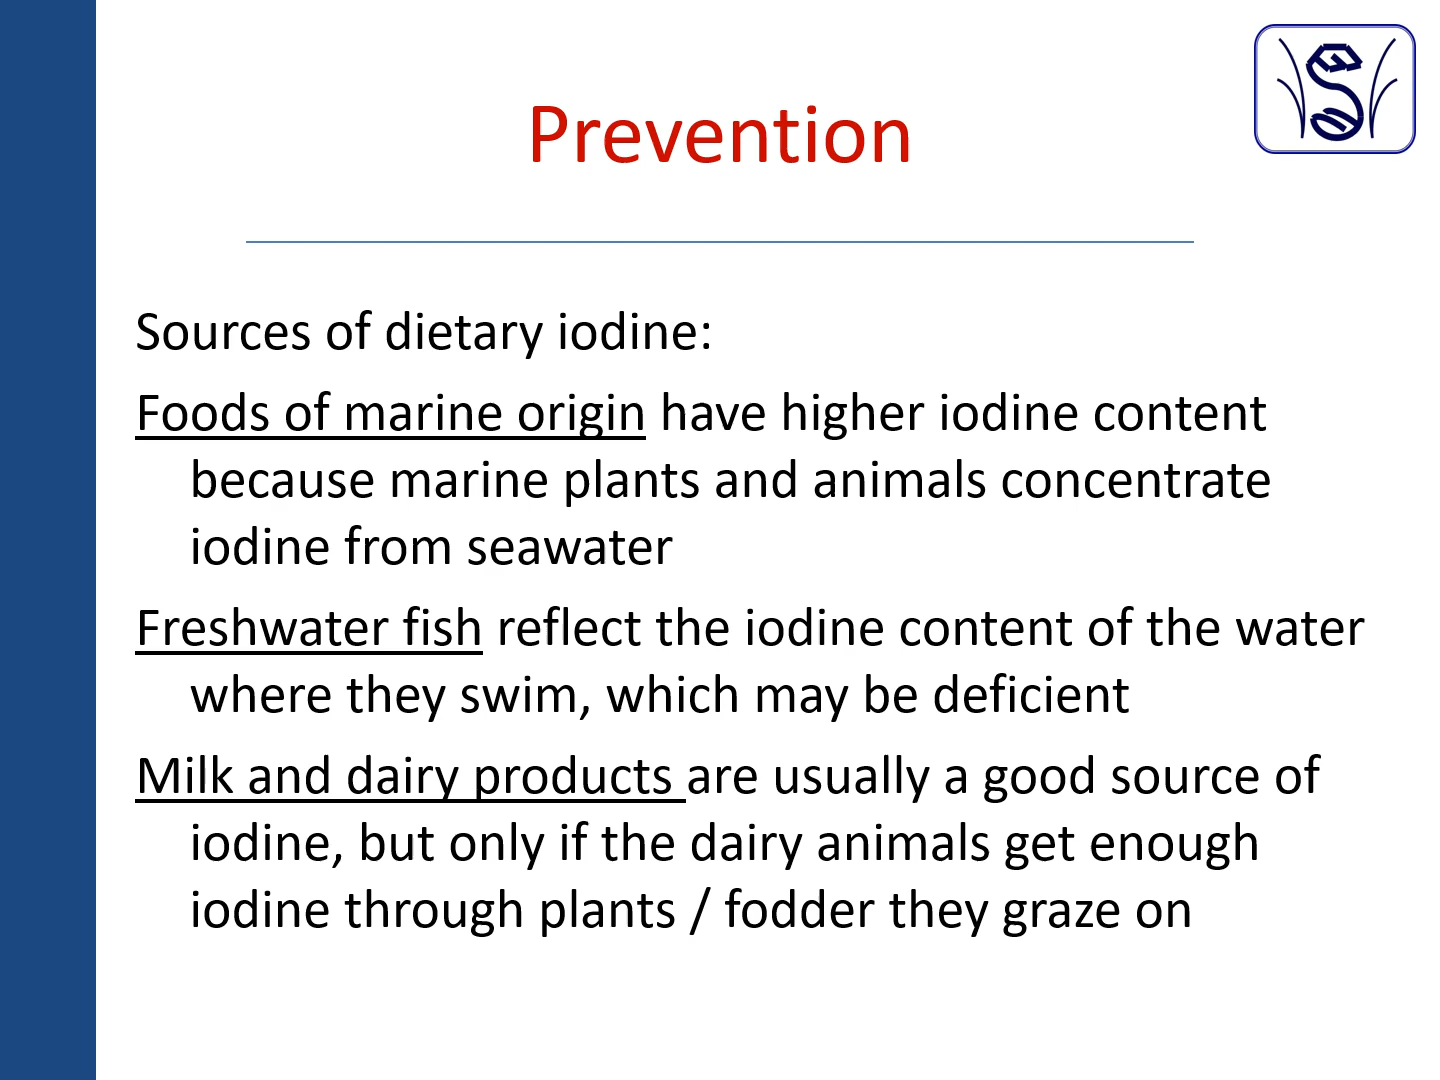 Prevention
Sources of dietary iodine:
Foods of marine origin have higher iodine content
because marine plants and animals concentrate
iodine from seawater
Freshwater fish reflect the iodine content of the water
where they swim, which may be deficient
Milk and dairy products are usually a good source of
iodine, but only if the dairy animals get enough
iodine through plants / fodder they graze on